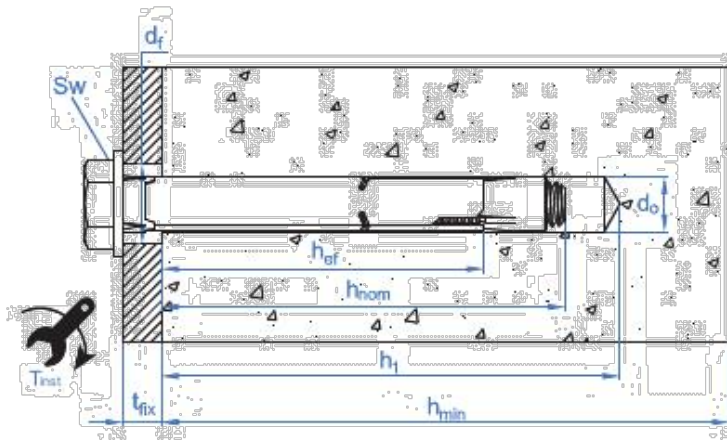 df
Sw
do
hef
hnom
Tinst
h1
tfix
hmin